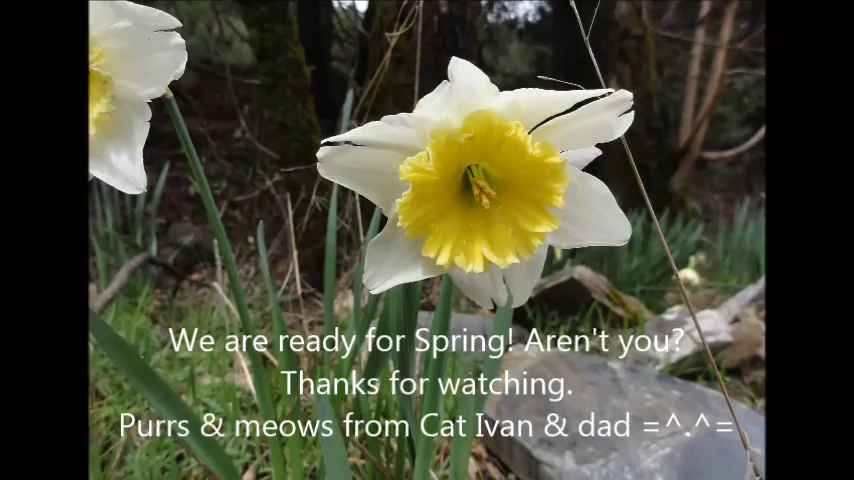 We are ready for Spring! Aren't you?
Thanks for watching.
Purrs & meows from Cat Ivan & dad =^.^=